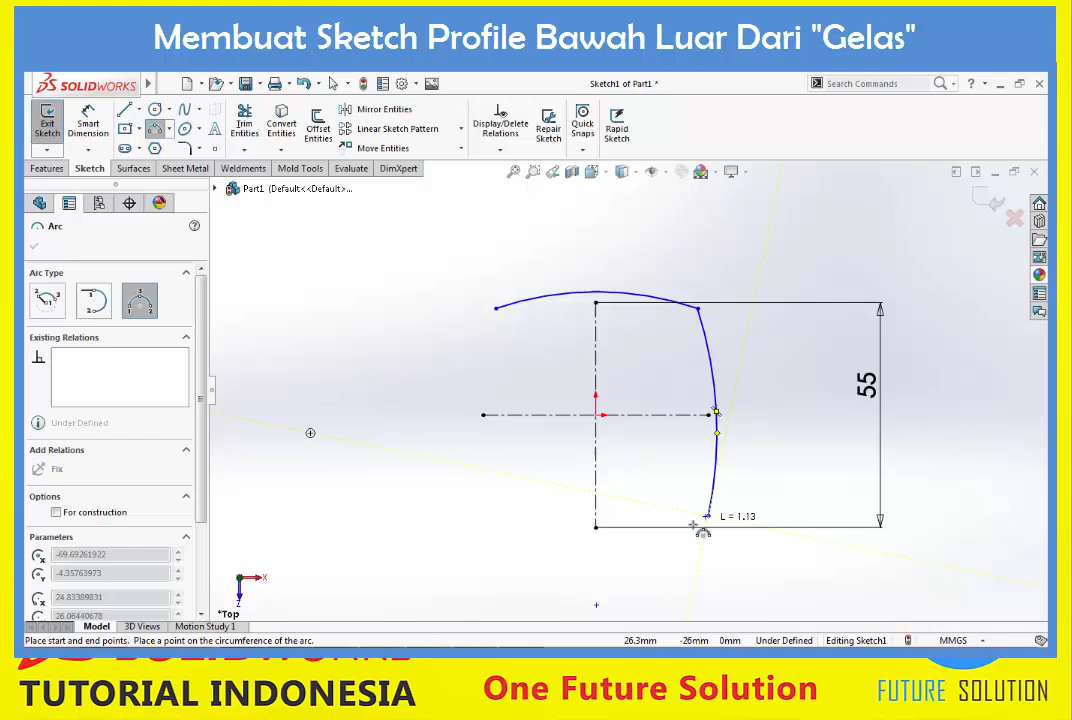 Membuat Sketch Profile Bawah Luar Dari "Gelas"
SOLIDWORKS
Sketch1 of Part1 *
Search Commands
Exit Sketch
Smart Dimension
Trim Entities
Convert Entities
Offset Entities
Mirror Entities
Linear Sketch Pattern
Move Entities
Display/Delete Relations
Repair Sketch
Quick Snaps
Rapid Sketch
Features
Sketch
Surfaces
Sheet Metal
Weldments
Mold Tools
Evaluate
DimXpert
Part1 (Default<<Default>...
Arc
Arc Type
Existing Relations
Under Defined
Add Relations
Fix
Options
For construction
Parameters
-69.69261922
-4.35763973
24.83389831
26.06440678
55
L = 1.13
X
Z
*Top
Model
3D Views
Motion Study 1
Place start and end points. Place a point on the circumference of the arc.
26.3mm
-26mm
0mm
Under Defined
Editing Sketch1
MMGS
TUTORIAL INDONESIA
One Future Solution
FUTURE SOLUTION